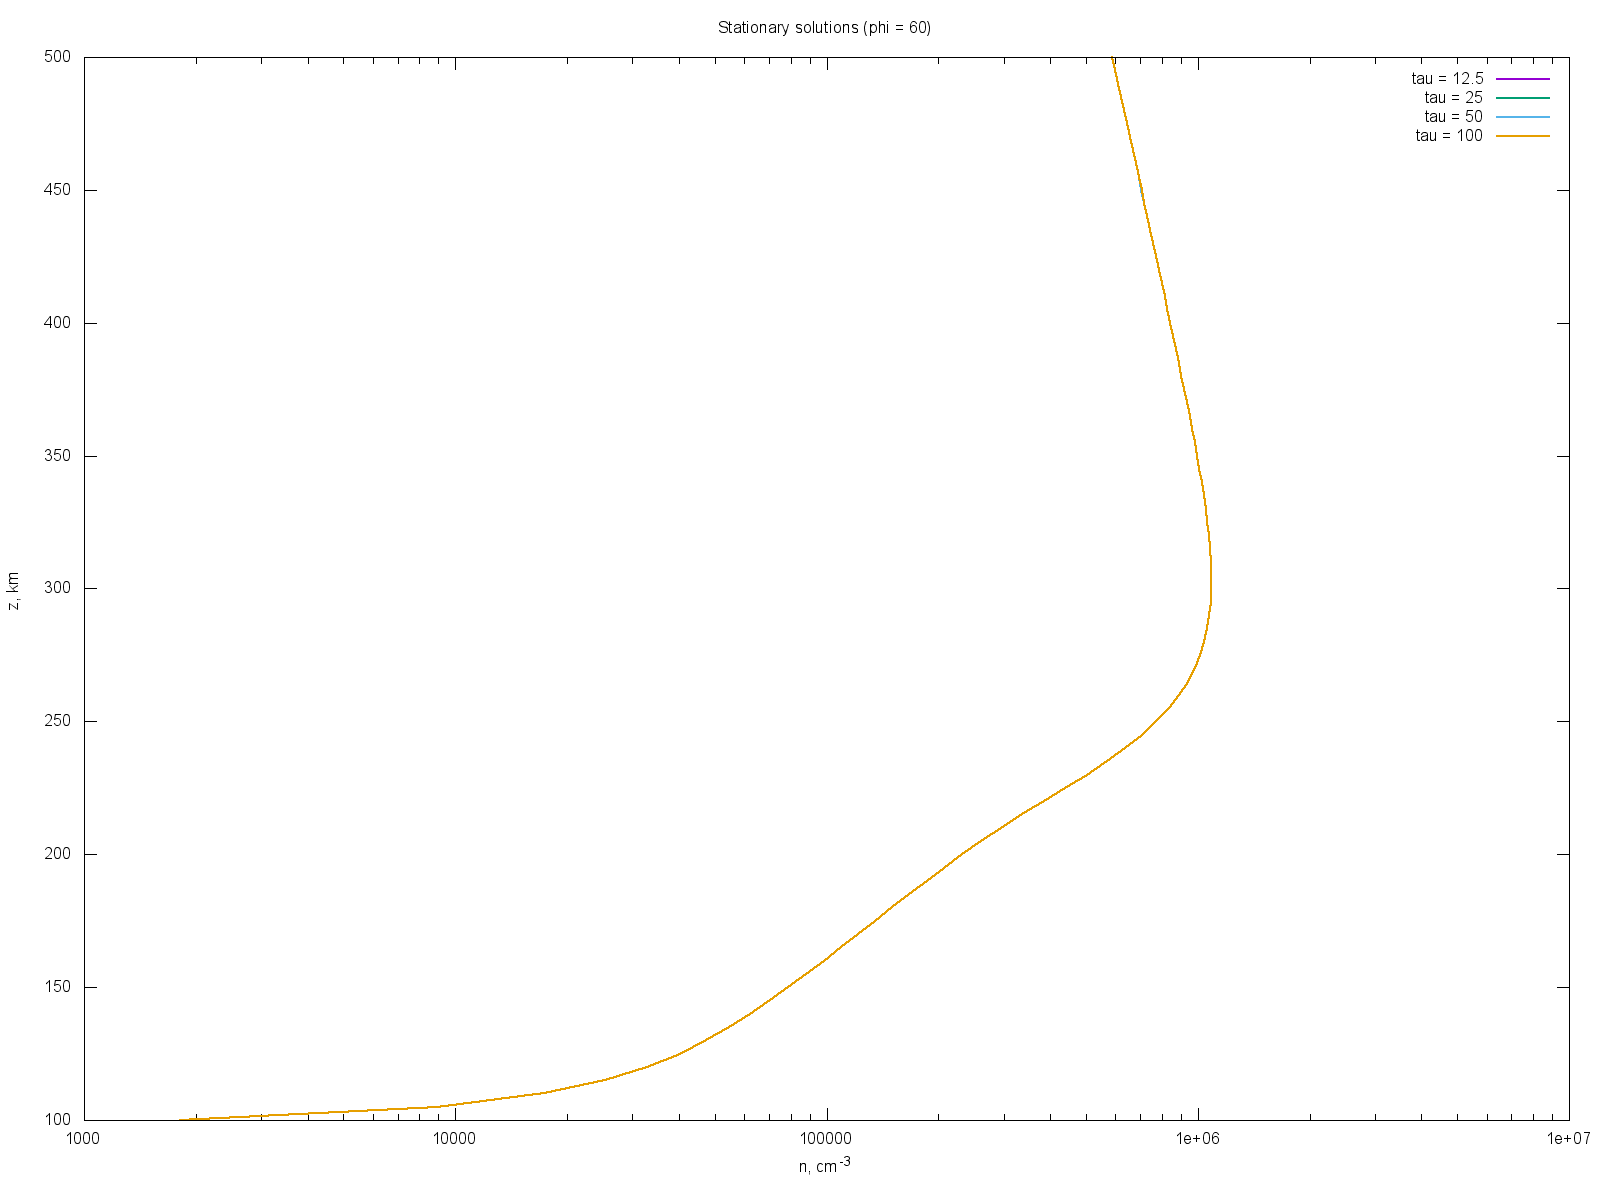 Stationary solutions (phi = 60)
500
450
400
350
300
250
200
150
100
z, km
tau = 12.5
tau = 25
tau = 50
tau = 100
1000
10000
100000
1e+06
1e+07
n, cm-3